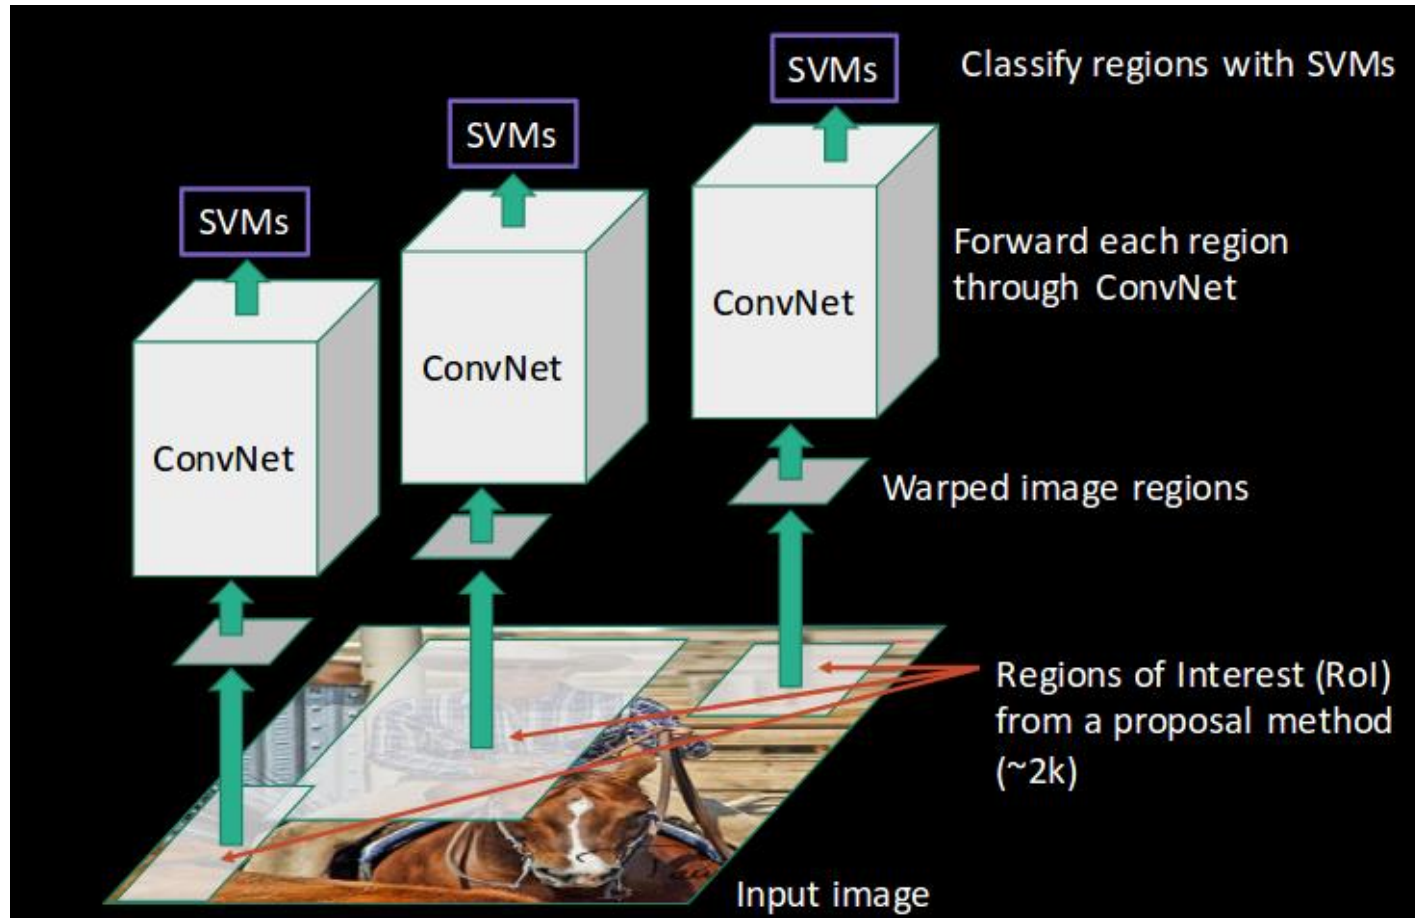 SVMs
Classify regions with SVMs
SVMs
SVMs
Forward each region
through ConvNet
ConvNet
ConvNet
ConvNet
Warped image regions
Regions of Interest (RoI)
from a proposal method
(~2k)
Input image